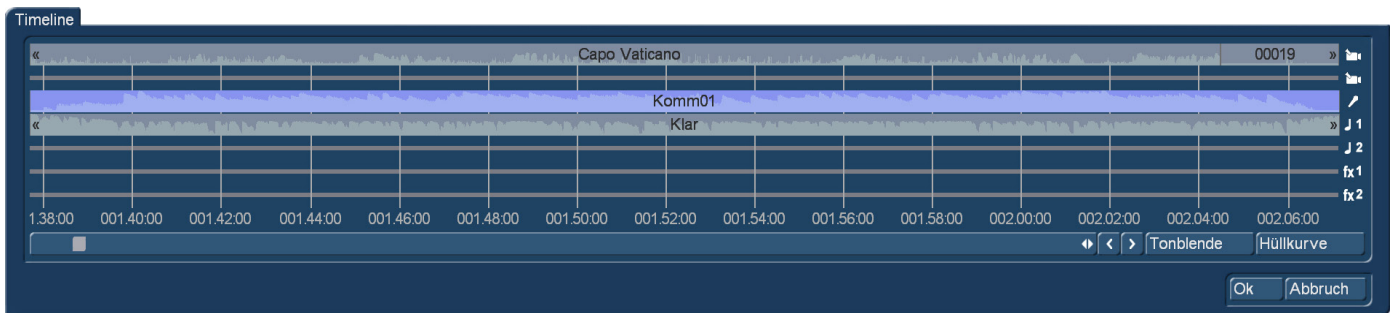 Timeline
« Capo Vaticano 00019 »
Komm01
« Klar » 1
2
fx1
fx2
1.38:00 001.40:00 001.42:00 001.44:00 001.46:00 001.48:00 001.50:00 001.52:00 001.54:00 001.56:00 001.58:00 002.00:00 002.02:00 002.04:00 002.06:00
Tonblende Hüllkurve
Ok Abbruch